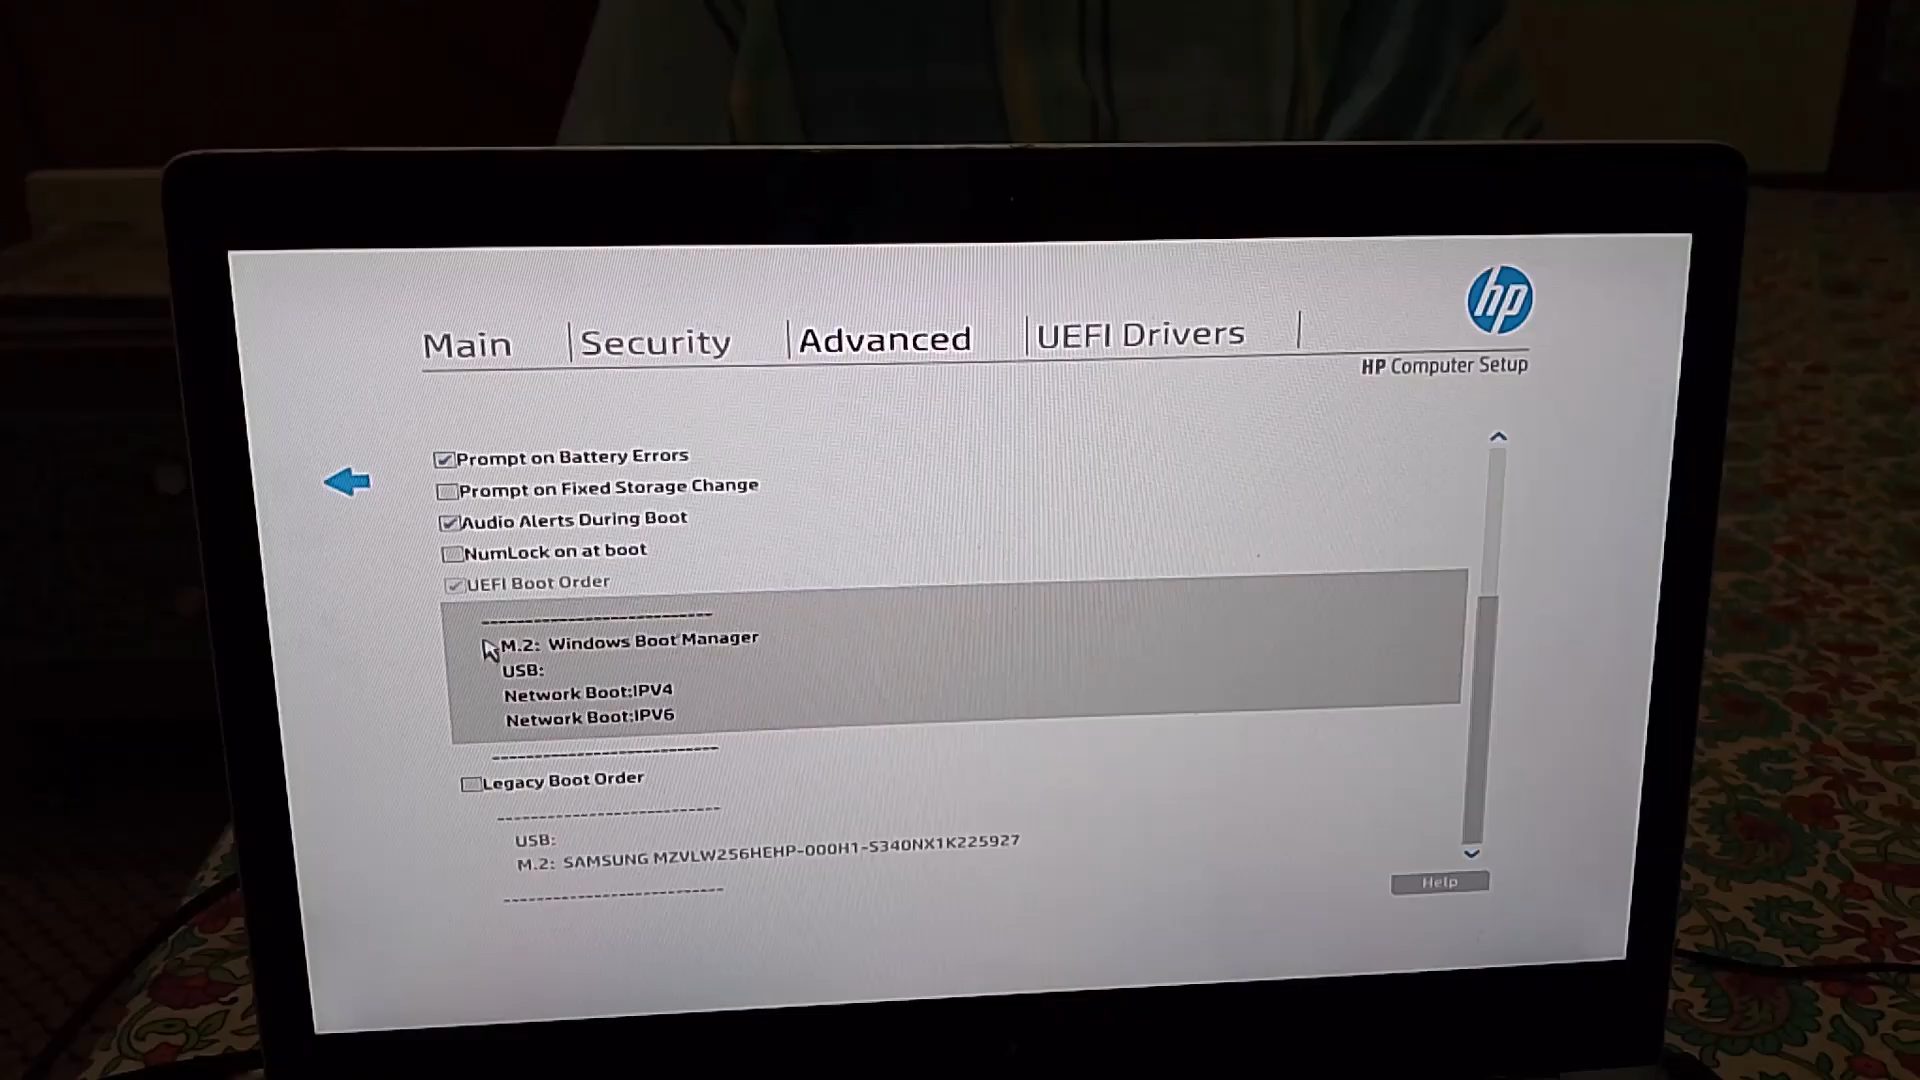 hp
Main Security Advanced UEFI Drivers
HP Computer Setup
Prompt on Battery Errors
Prompt on Fixed Storage Change
Audio Alerts During Boot
NumLock on at boot
UEFI Boot Order
--------------------------
M.2: Windows Boot Manager
USB:
Network Boot:IPV4
Network Boot:IPV6
--------------------------
Legacy Boot Order
--------------------------
USB:
M.2: SAMSUNG MZVLW256HEHP-000H1-S340NX1K225927
--------------------------
Help